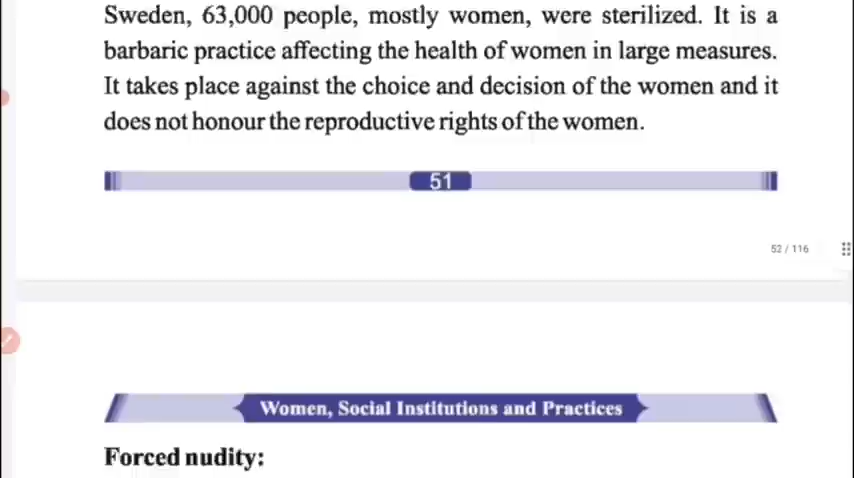 Sweden, 63,000 people, mostly women, were sterilized. It is a
barbaric practice affecting the health of women in large measures.
It takes place against the choice and decision of the women and it
does not honour the reproductive rights of the women.
51
52 / 116
Women, Social Institutions and Practices
Forced nudity: